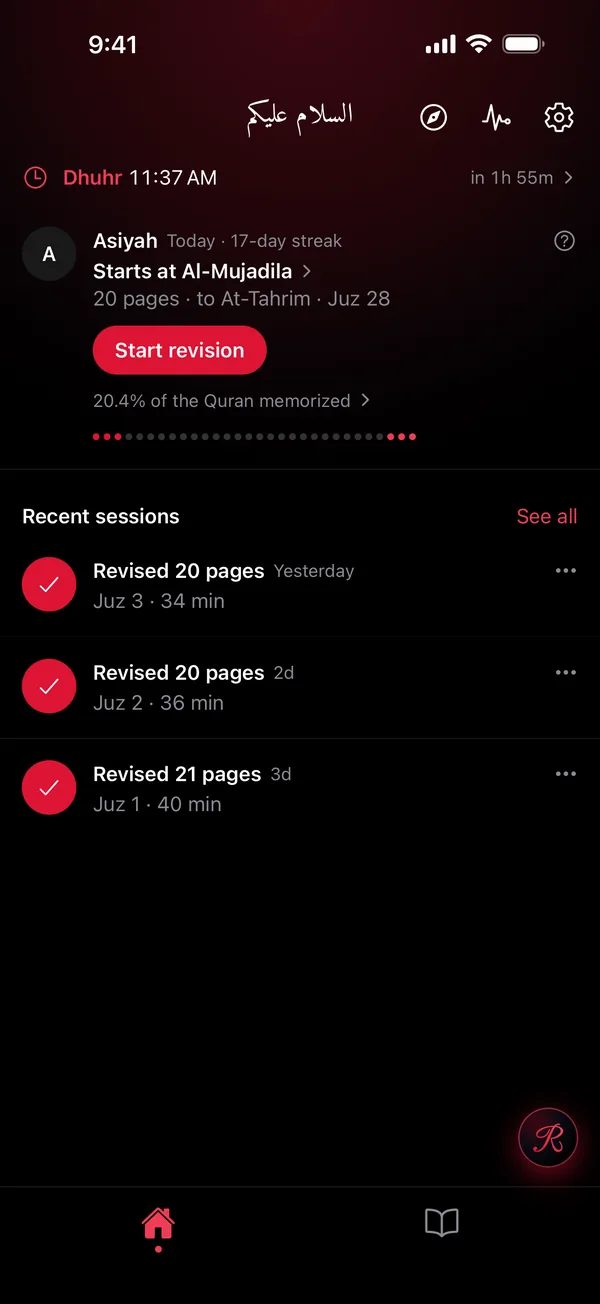 9:41
السلام عليكم
Dhuhr 11:37 AM in 1h 55m
A
Asiyah Today · 17-day streak
Starts at Al-Mujadila
20 pages · to At-Tahrim · Juz 28
Start revision
20.4% of the Quran memorized
Recent sessions See all
Revised 20 pages Yesterday
Juz 3 · 34 min
Revised 20 pages 2d
Juz 2 · 36 min
Revised 21 pages 3d
Juz 1 · 40 min
R